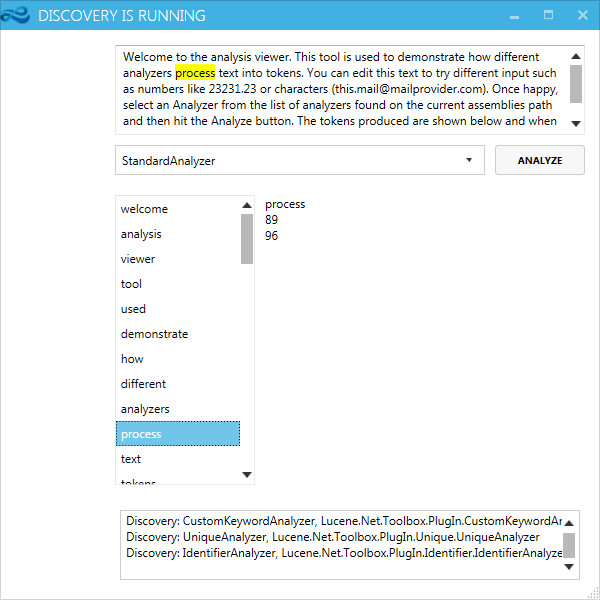 DISCOVERY IS RUNNING
Welcome to the analysis viewer. This tool is used to demonstrate how different
analyzers process text into tokens. You can edit this text to try different input such
as numbers like 23231.23 or characters (this.mail@mailprovider.com). Once happy,
select an Analyzer from the list of analyzers found on the current assemblies path
and then hit the Analyze button. The tokens produced are shown below and when
StandardAnalyzer
ANALYZE
welcome
analysis
viewer
tool
used
demonstrate
how
different
analyzers
process
text
tokens
process
89
96
Discovery: CustomKeywordAnalyzer, Lucene.Net.Toolbox.PlugIn.CustomKeywordAr
Discovery: UniqueAnalyzer, Lucene.Net.Toolbox.PlugIn.Unique.UniqueAnalyzer
Discovery: IdentifierAnalyzer, Lucene.Net.Toolbox.PlugIn.Identifier.IdentifierAnalyze